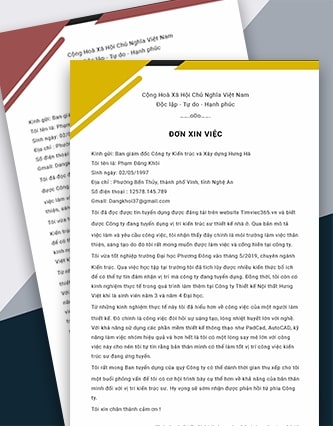 Cộng Hoà Xã Hội Chủ Nghĩa Việt Nam
Độc lập - Tự do - Hạnh phúc
Kính gửi: Ban giá
Tôi tên là: Ph
Sinh ngày: 0
Địa chỉ: Phườ
Số điện thoại
Gmail: Dangk
Cộng Hoà Xã Hội Chủ Nghĩa Việt Nam
Độc lập - Tự do - Hạnh phúc
-----o0o-----
ĐƠN XIN VIỆC
Kính gửi: Ban giám đốc Công ty Kiến trúc và Xây dựng Hưng Hà
Tôi tên là: Phạm Đăng Khôi
Sinh ngày: 02/05/1997
Địa chỉ : Phường Bến Thủy, thành phố Vinh, tỉnh Nghệ An
Số điện thoại : 12578.145.789
Gmail: Dangkhoi37@gmail.com
Tôi đã đọc được tin tuyển dụng được đăng tải trên website Timviec365.vn và biết
được Công ty đang tuyển dụng vị trí kiến trúc sư thiết kế nhà ở. Qua bản mô tả
việc làm và yêu cầu công việc, tôi nhận thấy đây chính là môi trường làm việc thân
thiện, sáng tạo do đó tôi rất mong muốn được làm việc và cống hiến tại công ty.
Tôi vừa tốt nghiệp trường Đại học Phương Đông vào tháng 5/2019, chuyên ngành
Kiến trúc. Qua việc học tập tại trường tôi đã tích lũy được nhiều kiến thức bổ ích
để có thể tự tin đảm nhận vị trí mà công ty đang tuyển dụng. Đồng thời, tôi còn có
kinh nghiệm thực tế trong quá trình làm thêm tại Công ty Thiết kế Nội thất Hưng
Việt khi là sinh viên năm 3 và năm 4 Đại học.
Từ những kinh nghiệm thực tế này tôi đã hiểu hơn về công việc của một người làm
thiết kế. Đó chính là công việc đòi hỏi sự sáng tạo, lòng nhiệt huyết lớn với nghề.
Với khả năng sử dụng các phần mềm thiết kế thông thạo như PadCad, AutoCAD, kỹ
năng làm việc nhóm hiệu quả và hơn hết là tôi có một lòng say mê lớn với công
việc này cho nên tôi tự tin rằng bản thân mình có thể làm tốt vị trí công việc kiến
trúc sư đang ứng tuyển.
Tôi rất mong Ban tuyển dụng của quý Công ty có thể dành thời gian thu xếp cho tôi
một buổi phỏng vấn để tôi có cơ hội trình bày cụ thể hơn về khả năng của bản thân
mình đối với vị trí kiến trúc sư. Hy vọng sẽ sớm nhận được phản hồi từ phía Công
ty.
Tôi xin chân thành cảm ơn !